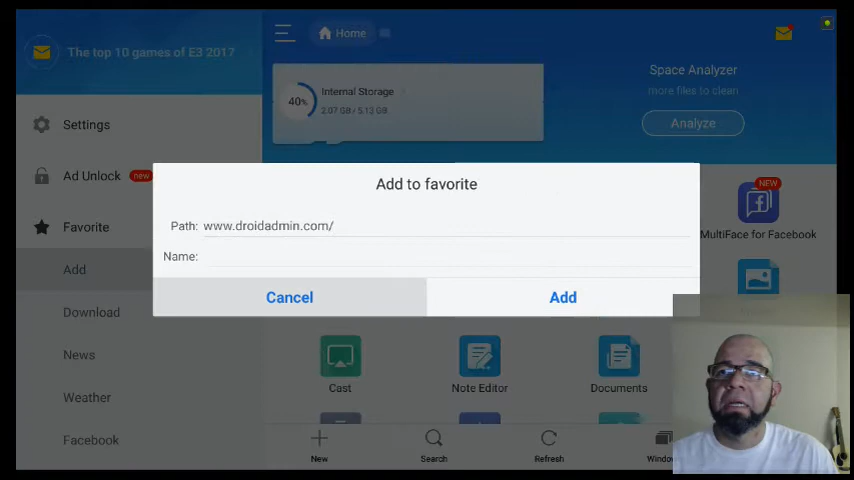 The top 10 games of E3 2017
Home
Internal Storage
40%
2.07 GB / 5.13 GB
Space Analyzer
more files to clean
Analyze
Settings
Ad Unlock
new
Favorite
Add
Download
News
Weather
Facebook
Add to favorite
Path: www.droidadmin.com/
Name:
Cancel
Add
NEW
MultiFace for Facebook
Cast
Note Editor
Documents
New
Search
Refresh
Window